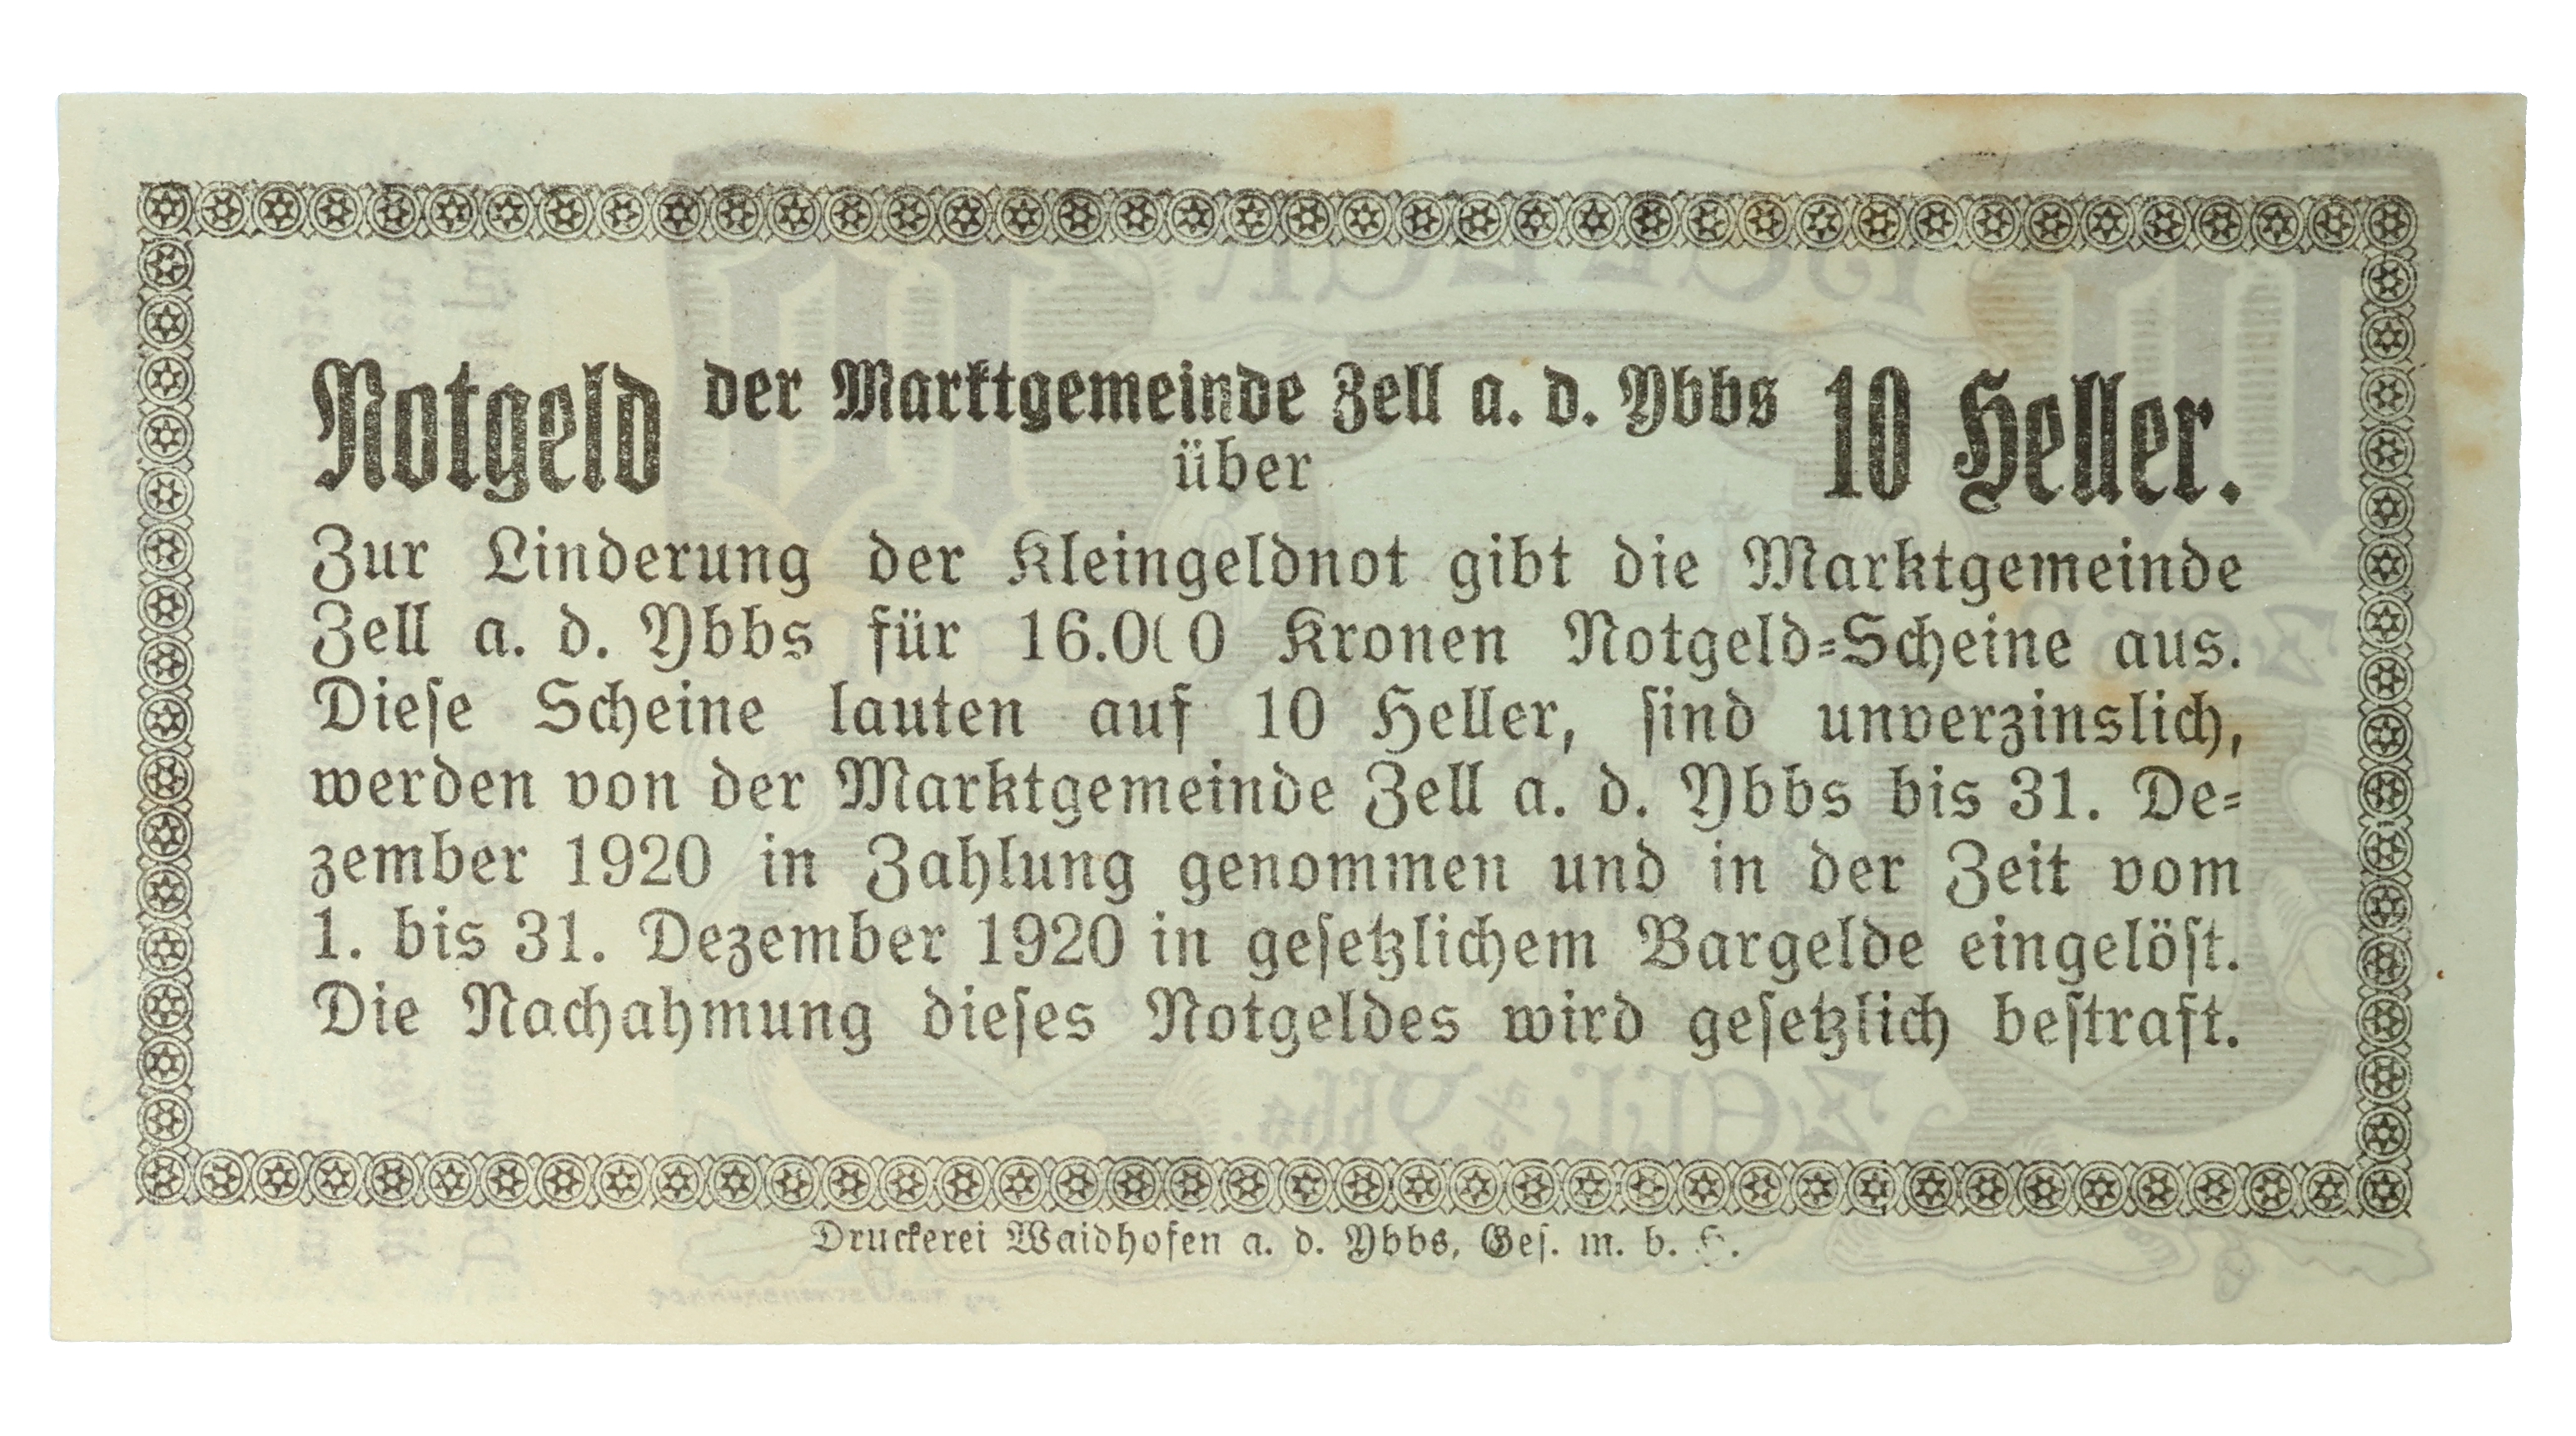 Notgeld der Marktgemeinde Zell a. d. Ybbs über 10 Heller.
Zur Linderung der Kleingeldnot gibt die Marktgemeinde
Zell a. d. Ybbs für 16.000 Kronen Notgeld-Scheine aus.
Diese Scheine lauten auf 10 Heller, sind unverzinslich,
werden von der Marktgemeinde Zell a. d. Ybbs bis 31. De-
zember 1920 in Zahlung genommen und in der Zeit vom
1. bis 31. Dezember 1920 in gesetzlichem Bargelde eingelöst.
Die Nachahmung dieses Notgeldes wird gesetzlich bestraft.
Druckerei Waidhofen a. d. Ybbs, Ges. m. b. H.